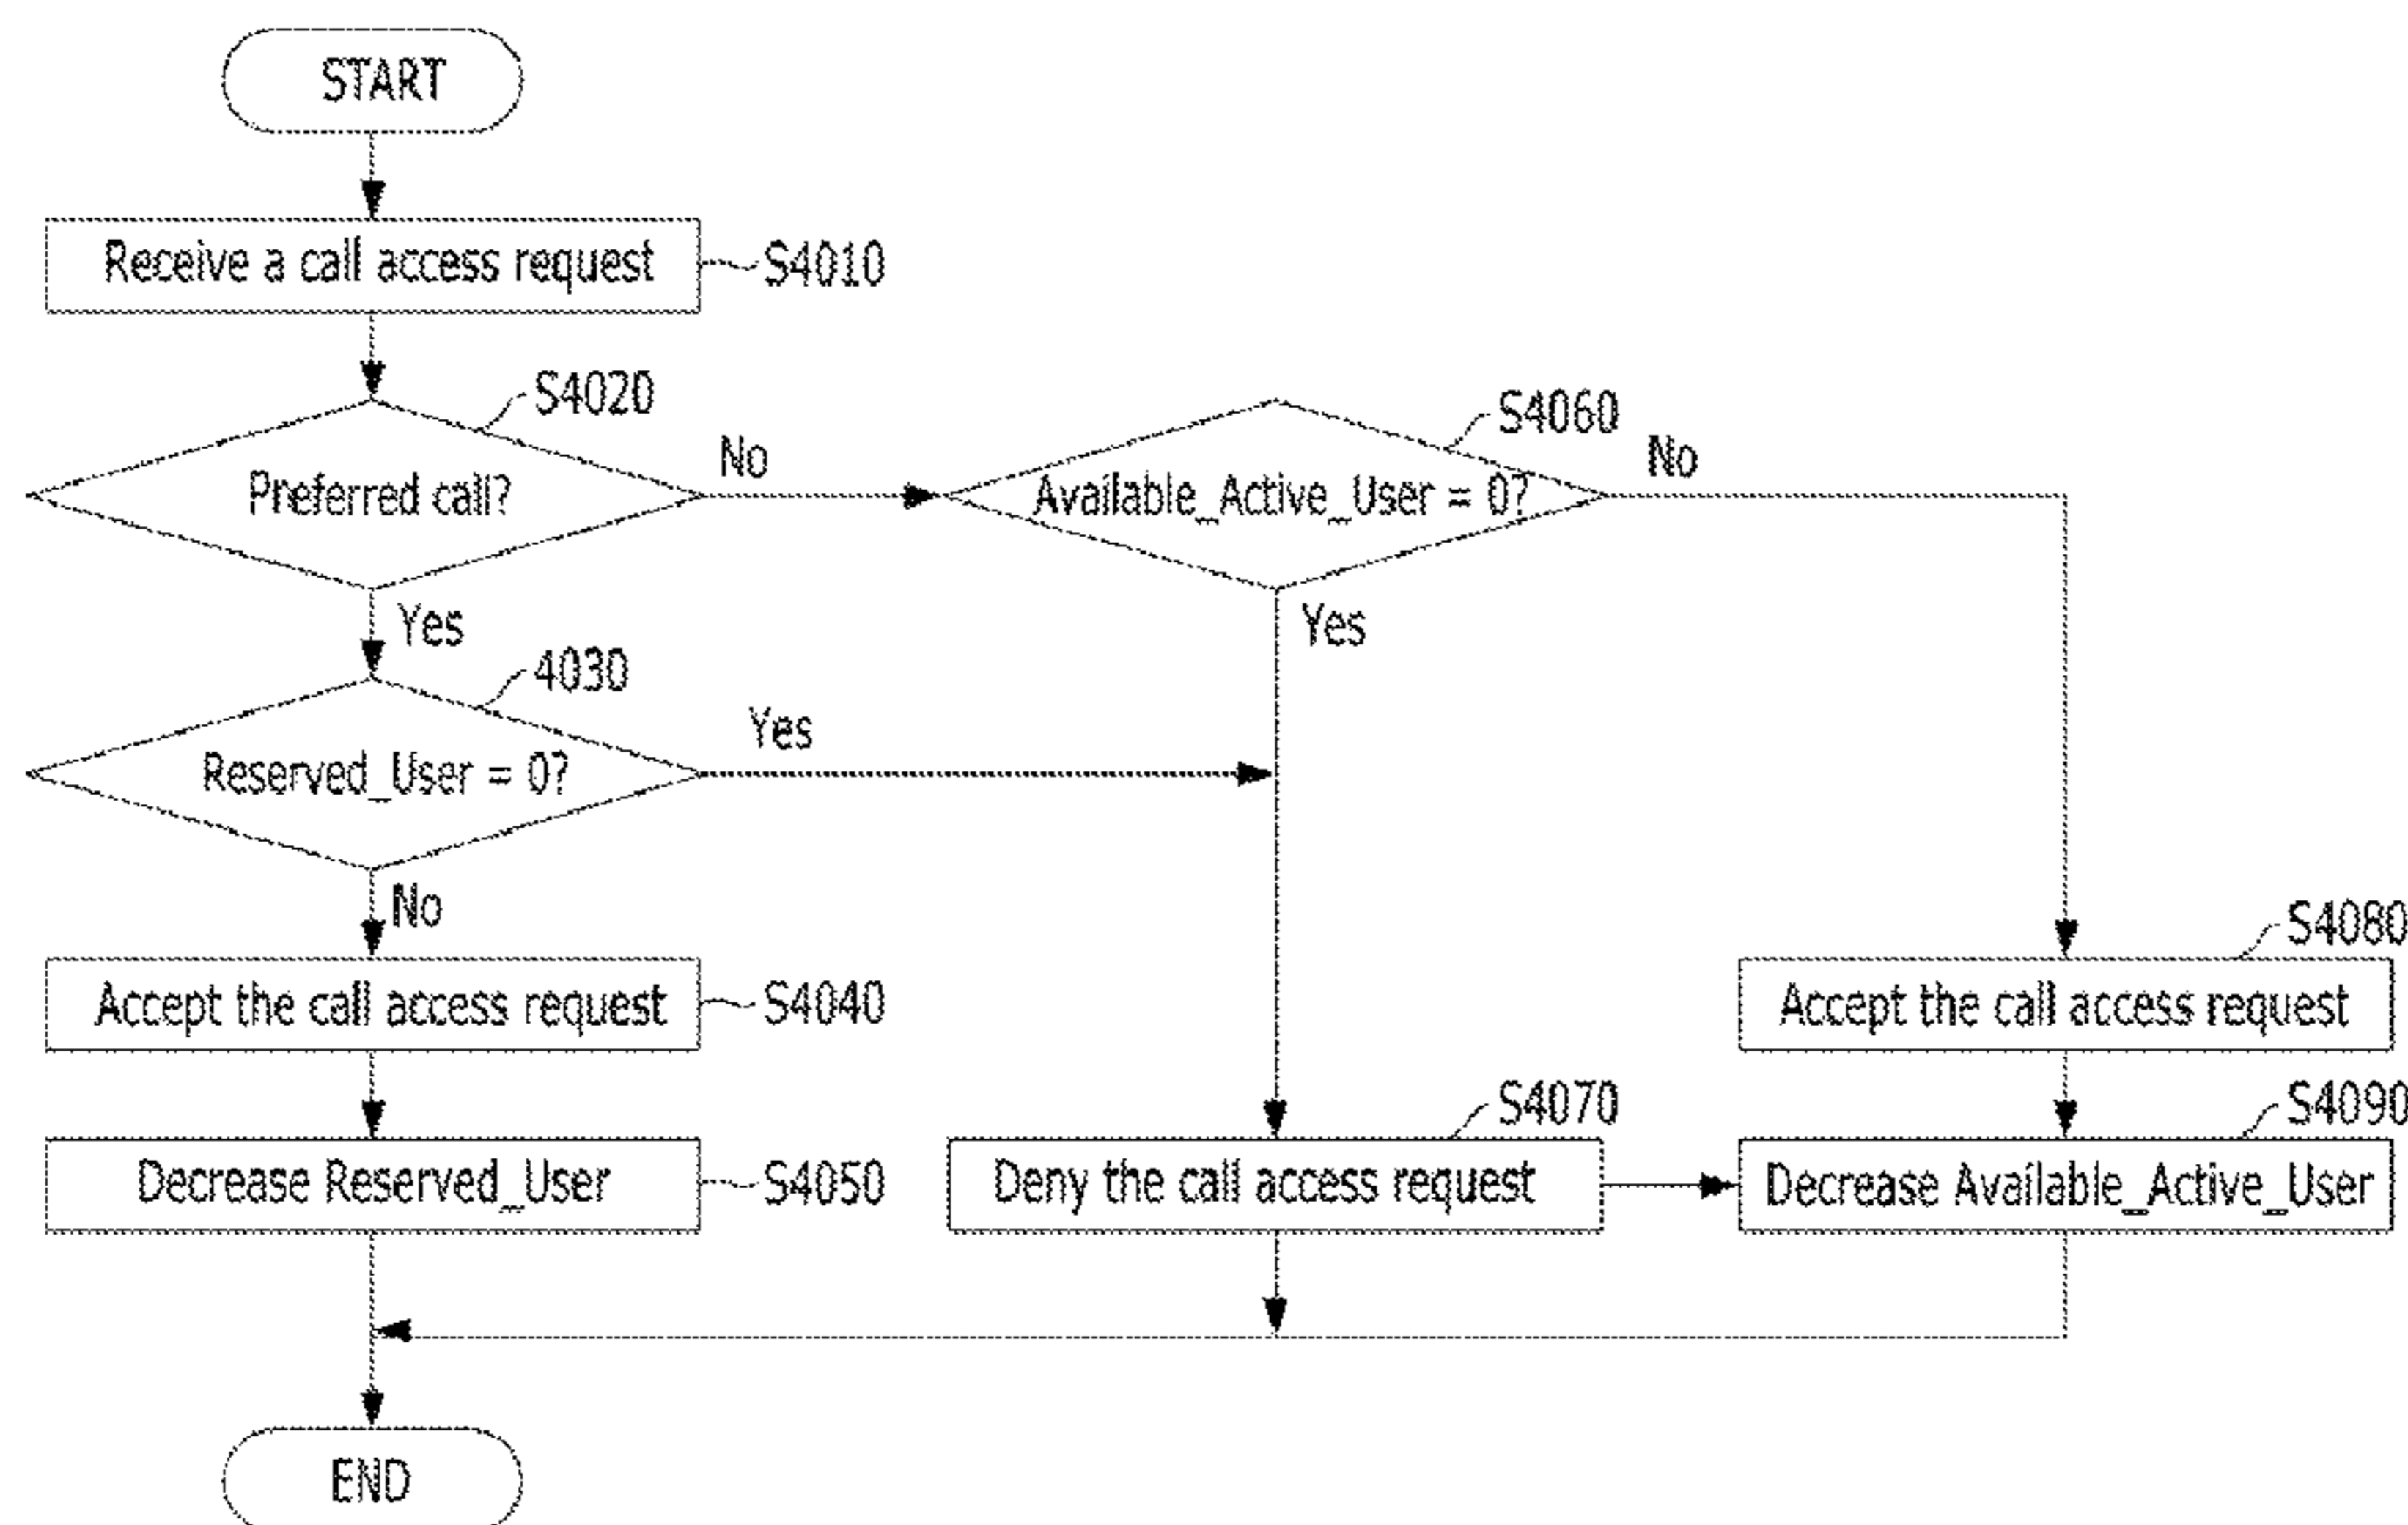 START
Receive a call access request
S4010
S4020
Preferred call?
No
S4060
Available_Active_User = 0?
No
Yes
Yes
4030
Reserved_User = 0?
Yes
No
Accept the call access request
S4040
S4080
Accept the call access request
Decrease Reserved_User
S4050
S4070
Deny the call access request
S4090
Decrease Available_Active_User
END